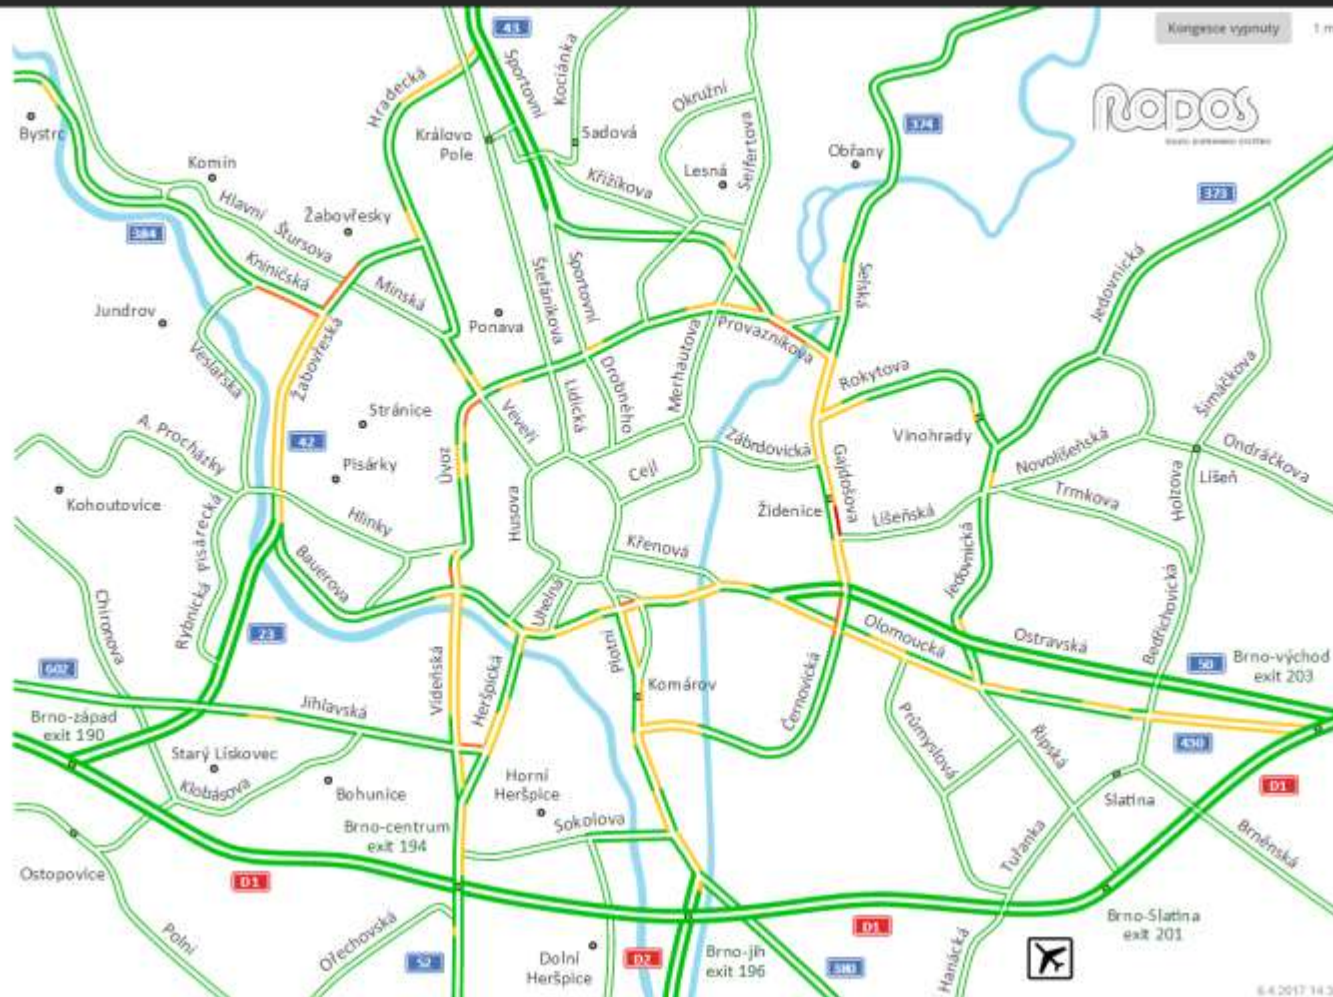 Kongesce vypnuty
43
Sportovní
Kociánka
Hradecká
Okružní
RODOS
Bystrc
Královo
Pole
Sadová
374
Seifertova
Obřany
Komín
Lesná
Křižíkova
373
Hlavní
Žabovřesky
384
Štursova
Kníničská
Minská
Štefánikova
Sportovní
Selská
Jedovnická
Jundrov
Ponava
Merhautova
Provazníkova
Veslařská
Žabovřeská
Drobného
Rokytova
Šimáčkova
Lidická
Stránice
Veveří
A. Procházky
42
Zábrdovická
Vinohrady
Novolíšeňská
Ondráčkova
Pisárky
Úvoz
Cejl
Gajdošova
Líšeň
Kohoutovice
Hlinky
Husova
Židenice
Líšeňská
Trnkova
Holzova
Pisárecká
Křenová
Jedovnická
Bauerova
Rybnická
Chironova
Uhelná
Bedřichovická
23
Plotní
Olomoucká
Ostravská
602
50
Brno-východ
exit 203
Vídeňská
Heršpická
Komárov
Černovická
Jihlavská
Brno-západ
exit 190
Průmyslová
Řípská
430
Starý Lískovec
Klobásova
Bohunice
Horní
Heršpice
Slatina
D1
Brno-centrum
exit 194
Sokolova
Tuřanka
Brněnská
Ostopovice
D1
Brno-Slatina
exit 201
D1
Polní
Ořechovská
Hanácká
52
Dolní
Heršpice
D2
Brno-jih
exit 196
380